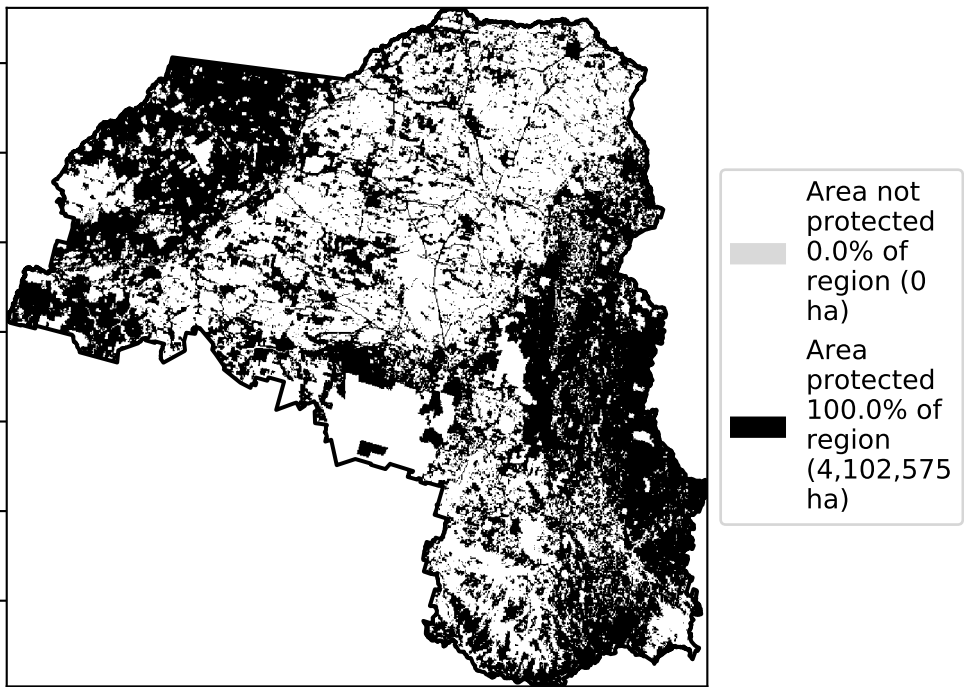 Area not
protected
0.0% of
region (0
ha)
Area
protected
100.0% of
region
(4,102,575
ha)